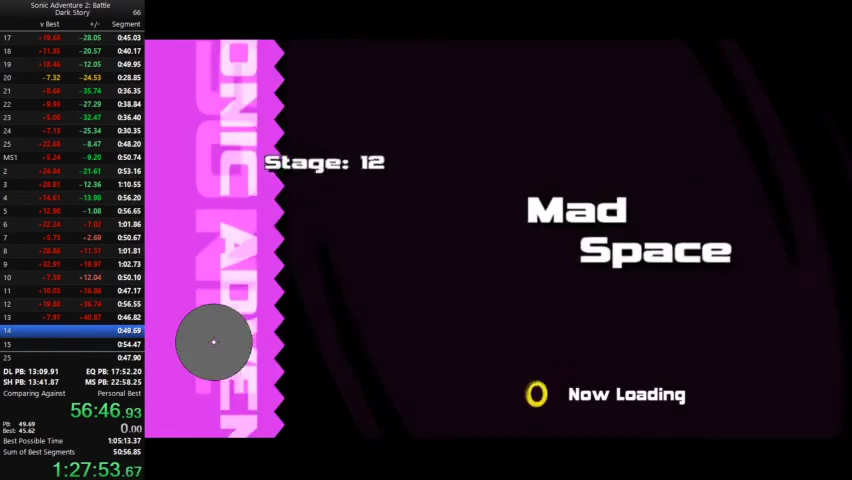 Sonic Adventure 2: Battle
Dark Story 66
v Best +/- Segment
17 +19.68 −28.05 0:45.03
18 +11.85 −20.57 0:40.17
19 +18.46 −12.05 0:49.95
20 −7.32 −24.53 0:28.85
21 +8.66 −35.74 0:36.35
22 +9.93 −27.29 0:38.84
23 +5.00 −32.47 0:36.40
24 +7.13 −25.34 0:30.35
25 +22.68 −8.47 0:48.20
MS1 +5.24 −9.20 0:50.74
2 +24.94 −21.61 0:53.16
3 +28.81 −12.36 1:10.55
4 +14.61 −13.98 0:56.20
5 +12.90 −1.08 0:56.65
6 +22.24 +7.02 1:01.86
7 +5.73 +2.69 0:50.67
8 +28.86 +11.51 1:01.81
9 +32.91 +18.97 1:02.73
10 +7.38 +12.04 0:50.10
11 +10.03 +16.86 0:47.17
12 +19.88 +36.74 0:56.55
13 +7.97 +40.87 0:46.82
14 0:49.69
15 0:54.47
25 0:47.90
DL PB: 13:09.91 EQ PB: 17:52.20
SH PB: 13:41.87 MS PB: 22:58.25
Comparing Against Personal Best
56:46.93
PB: 49.69
Best: 45.62
0.00
Best Possible Time 1:05:13.37
Sum of Best Segments 50:56.85
1:27:53.67
ONIC ADVEN
Stage: 12
Mad
Space
Now Loading